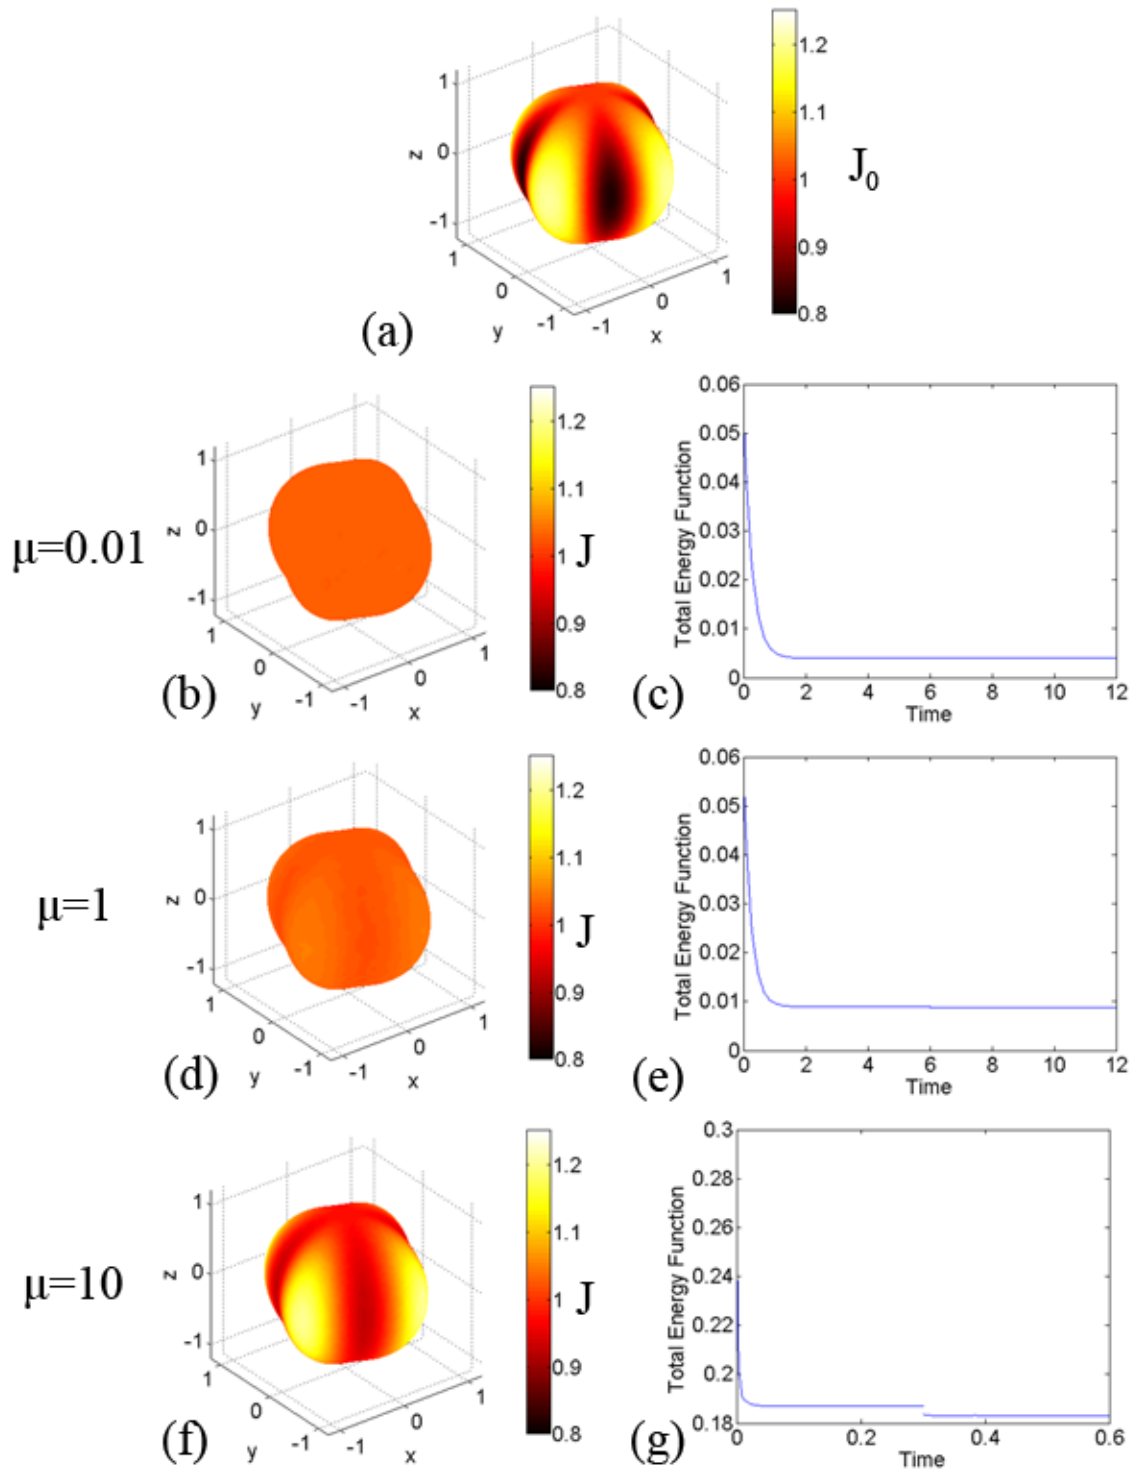 1.2
1.1
1
0.9
0.8
J0
z
1
0
-1
1
0
-1
y
-1
0
1
x
(a)
μ=0.01
z
1
0
-1
1
0
-1
y
-1
0
1
x
1.2
1.1
1
0.9
0.8
J
(b)
Total Energy Function
0.06
0.05
0.04
0.03
0.02
0.01
0
0 2 4 6 8 10 12
Time
(c)
μ=1
z
1
0
-1
1
0
-1
y
-1
0
1
x
1.2
1.1
1
0.9
0.8
J
(d)
Total Energy Function
0.06
0.05
0.04
0.03
0.02
0.01
0
0 2 4 6 8 10 12
Time
(e)
μ=10
z
1
0
-1
1
0
-1
y
-1
0
1
x
1.2
1.1
1
0.9
0.8
J
(f)
Total Energy Function
0.3
0.28
0.26
0.24
0.22
0.2
0.18
0 0.2 0.4 0.6
Time
(g)